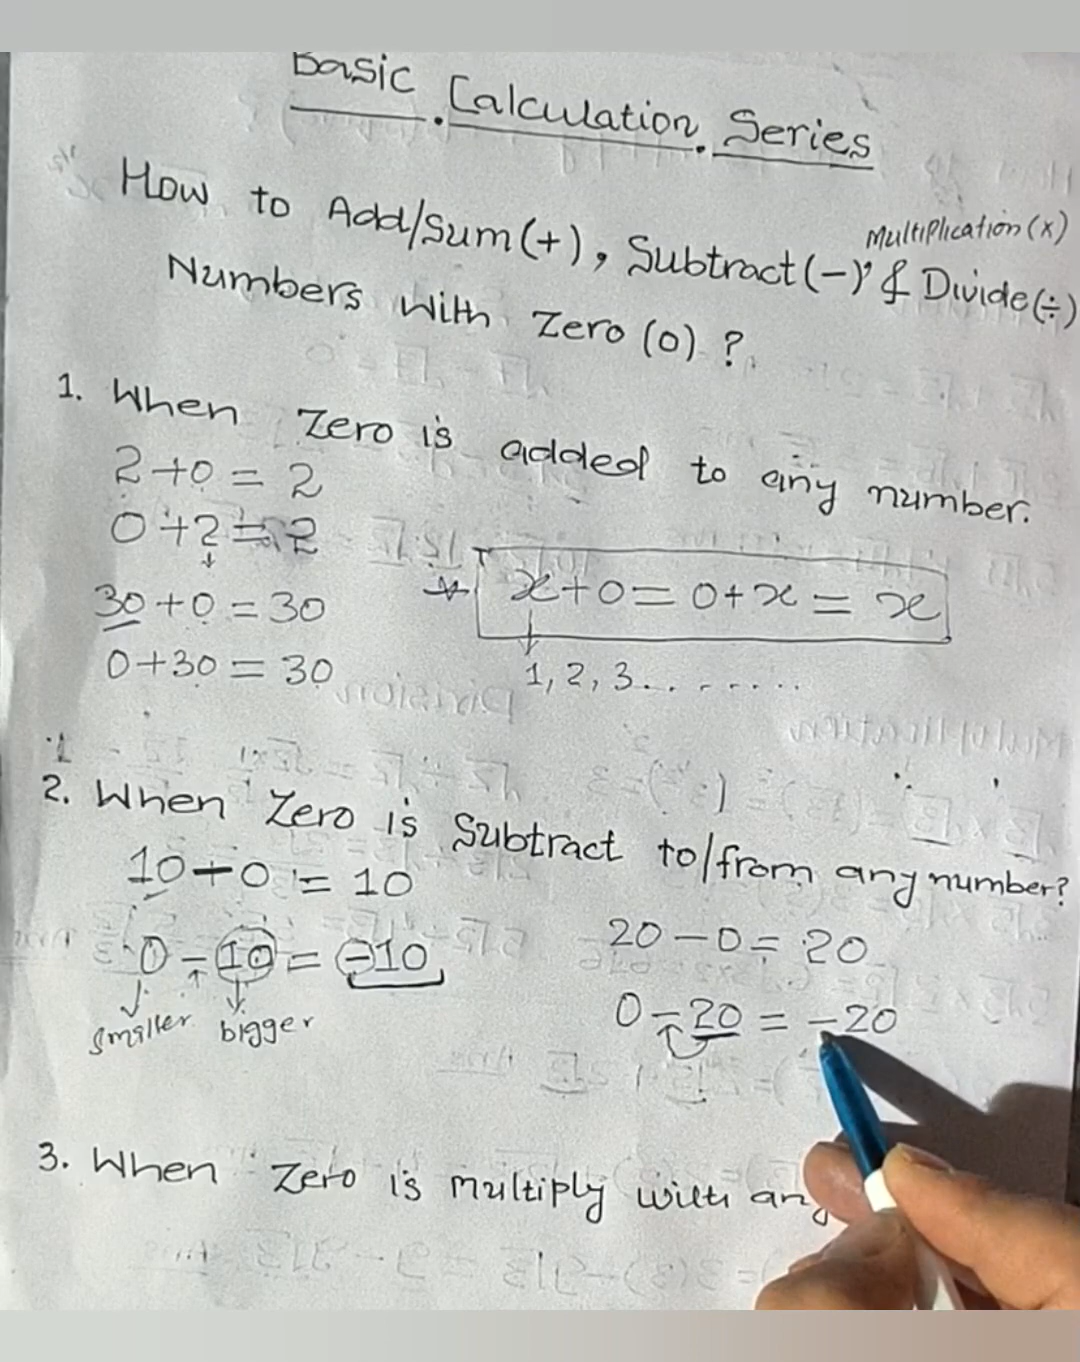 Basic Calculation Series
How to Add/Sum(+), Subtract(-), Multiplication(x) & Divide(÷)
Numbers with Zero (0) ?
1. When Zero is added to any number.
2+0 = 2
0+2=2
30+0 = 30
0+30 = 30
x+0=0+x=x
1, 2, 3.........
2. When Zero is Subtract to/from any number?
10-0 = 10
0-10 = -10
smaller bigger
20-0= 20
0-20 = -20
3. When Zero is multiply with any